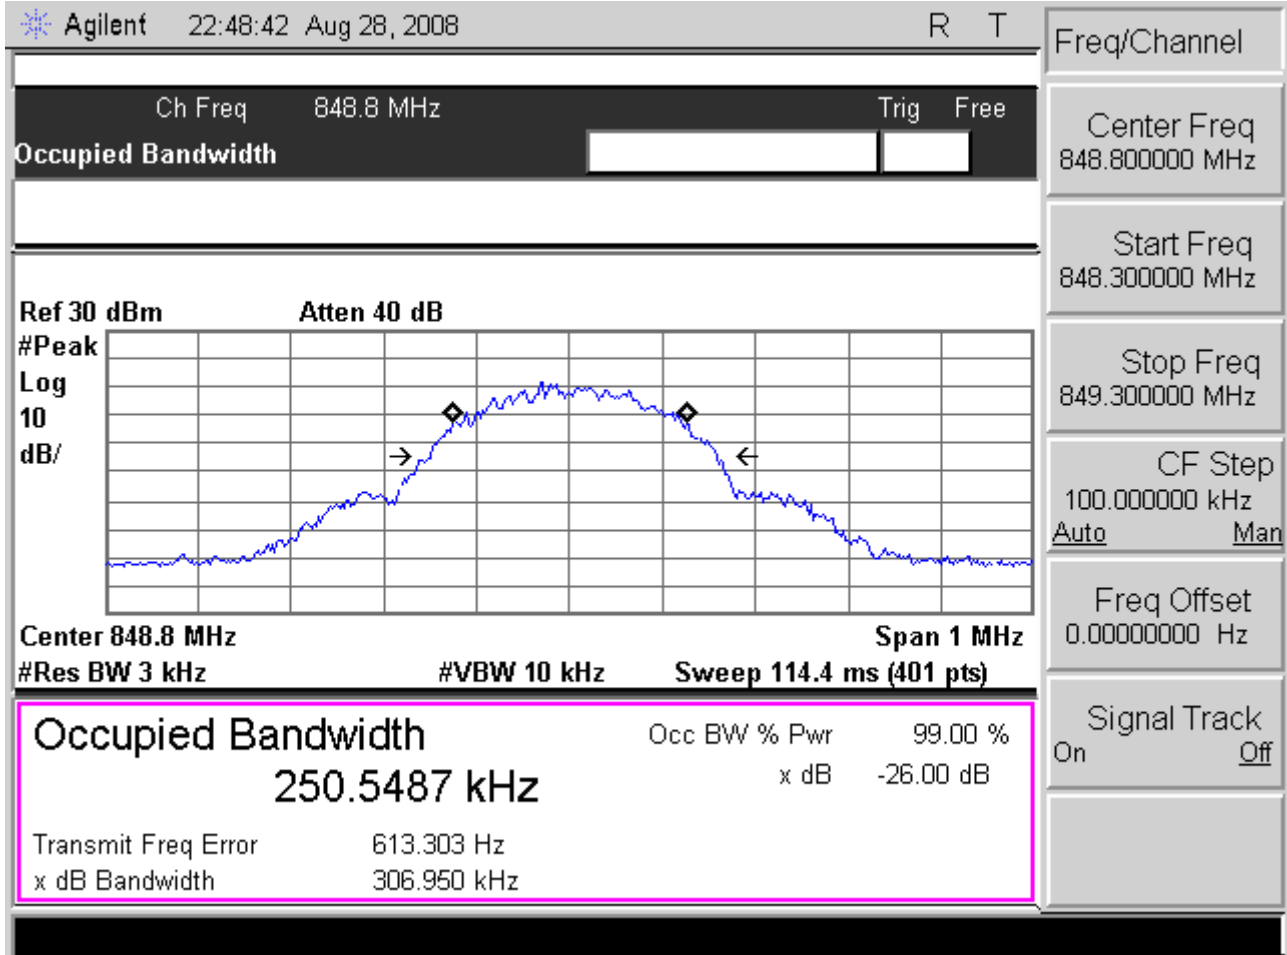 Agilent 22:48:42 Aug 28, 2008 R T
Freq/Channel
Ch Freq 848.8 MHz Trig Free
Occupied Bandwidth
Center Freq
848.800000 MHz
Start Freq
848.300000 MHz
Stop Freq
849.300000 MHz
CF Step
100.000000 kHz
Auto Man
Freq Offset
0.00000000 Hz
Signal Track
On Off
Ref 30 dBm Atten 40 dB
#Peak
Log
10
dB/
Center 848.8 MHz Span 1 MHz
#Res BW 3 kHz #VBW 10 kHz Sweep 114.4 ms (401 pts)
Occupied Bandwidth
250.5487 kHz
Occ BW % Pwr 99.00 %
x dB -26.00 dB
Transmit Freq Error 613.303 Hz
x dB Bandwidth 306.950 kHz